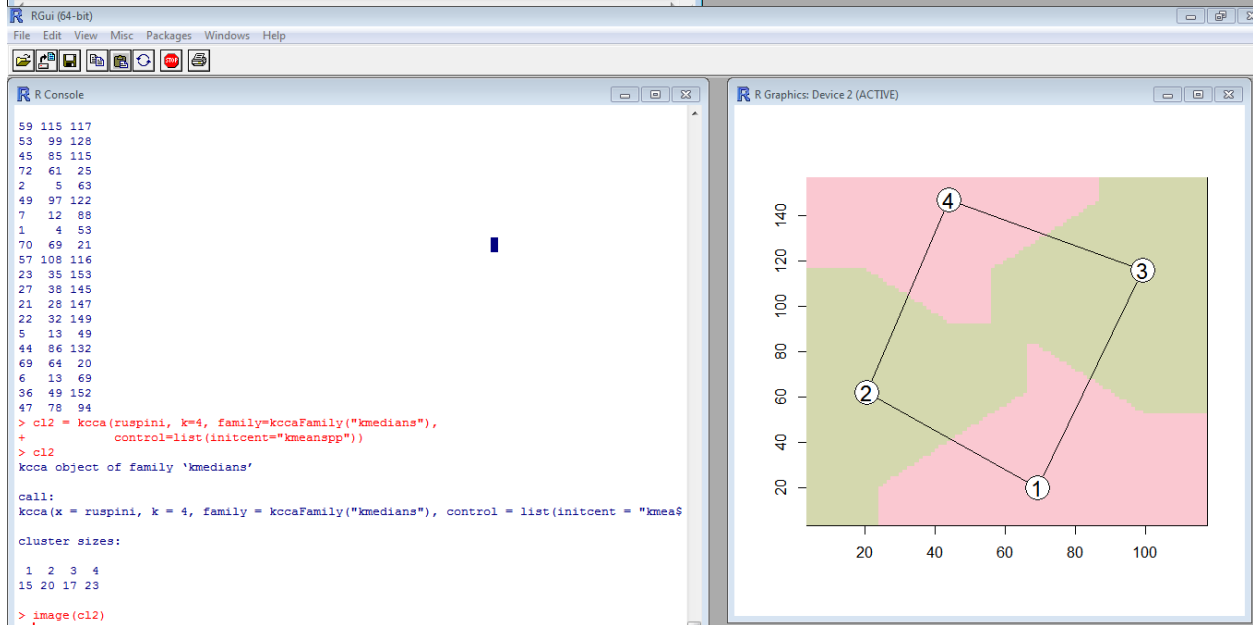 RGui (64-bit)
File Edit View Misc Packages Windows Help
STOP
R Console
59 115 117
53  99 128
45  85 115
72  61  25
2    5  63
49  97 122
7   12  88
1    4  53
70  69  21
57 108 116
23  35 153
27  38 145
21  28 147
22  32 149
5   13  49
44  86 132
69  64  20
6   13  69
36  49 152
47  78  94
> cl2 = kcca(ruspini, k=4, family=kccaFamily("kmedians"),
+            control=list(initcent="kmeanspp"))
> cl2
kcca object of family ‘kmedians’
call:
kcca(x = ruspini, k = 4, family = kccaFamily("kmedians"), control = list(initcent = "kmea$
cluster sizes:
 1  2  3  4
15 20 17 23
> image(cl2)
R Graphics: Device 2 (ACTIVE)
140
120
100
80
60
40
20
4
3
2
1
20 40 60 80 100